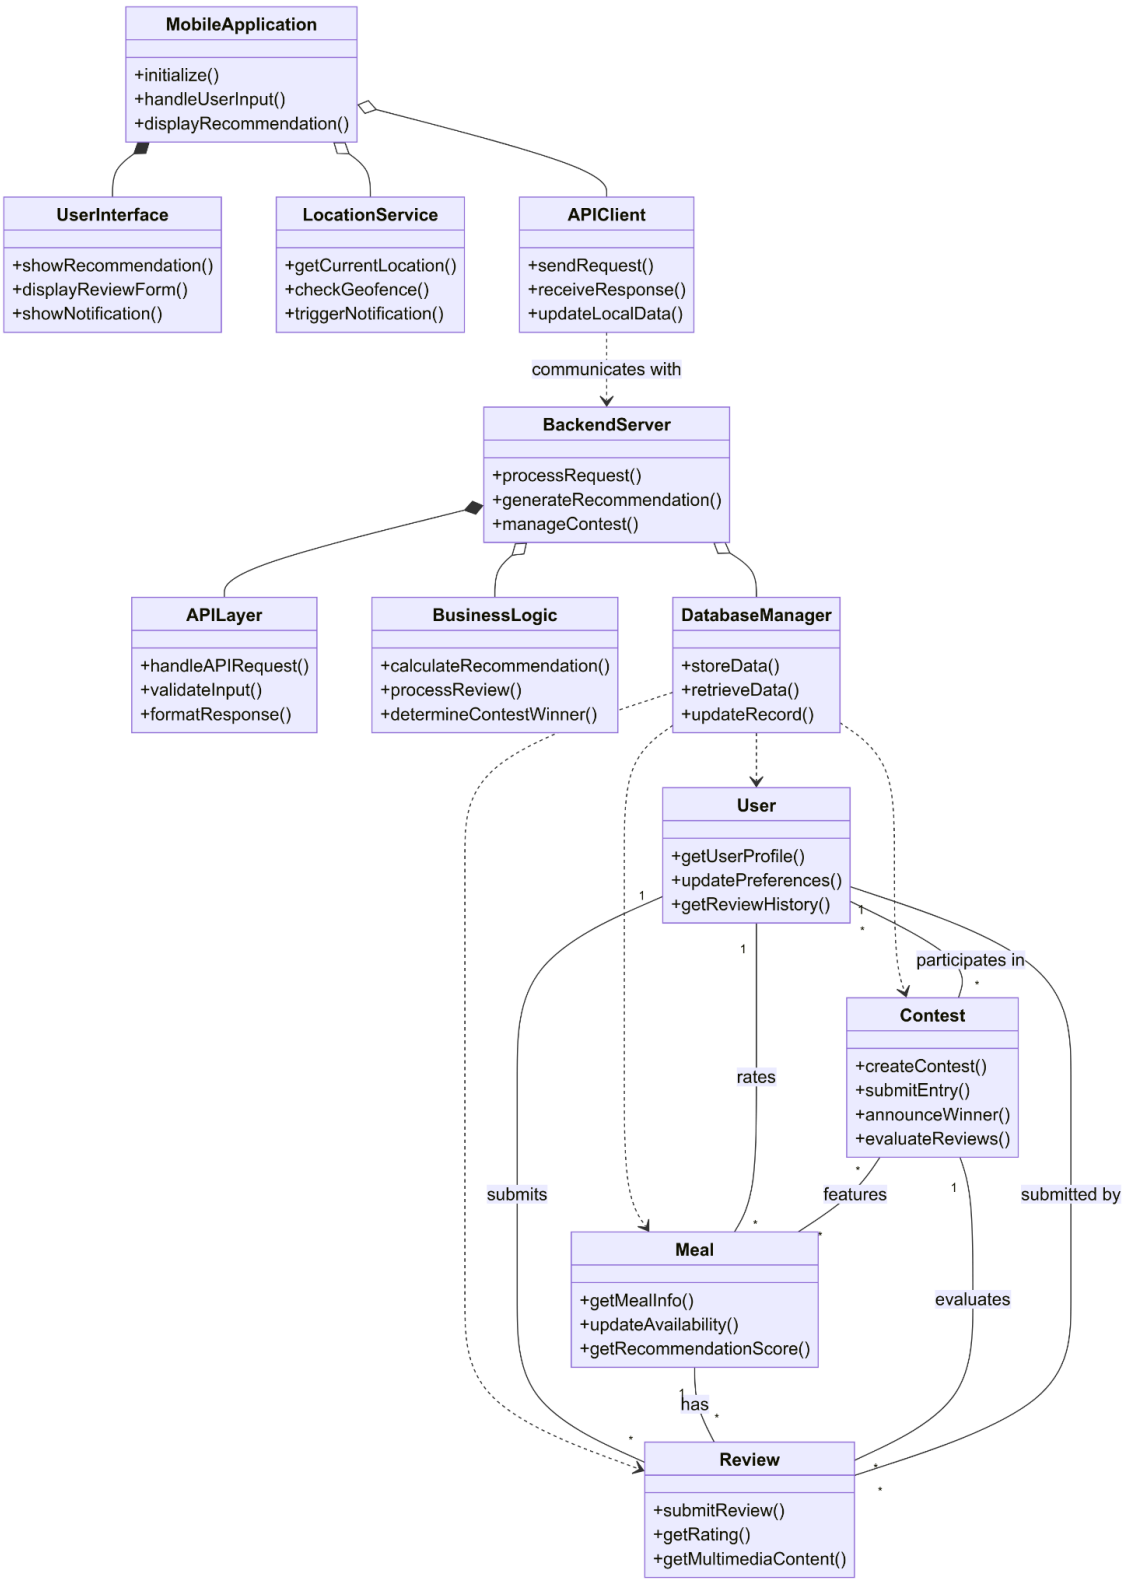 MobileApplication
+initialize()
+handleUserInput()
+displayRecommendation()
UserInterface
+showRecommendation()
+displayReviewForm()
+showNotification()
LocationService
+getCurrentLocation()
+checkGeofence()
+triggerNotification()
APIClient
+sendRequest()
+receiveResponse()
+updateLocalData()
communicates with
BackendServer
+processRequest()
+generateRecommendation()
+manageContest()
APILayer
+handleAPIRequest()
+validateInput()
+formatResponse()
BusinessLogic
+calculateRecommendation()
+processReview()
+determineContestWinner()
DatabaseManager
+storeData()
+retrieveData()
+updateRecord()
User
+getUserProfile()
+updatePreferences()
+getReviewHistory()
1
1
1
*
participates in
*
Contest
+createContest()
+submitEntry()
+announceWinner()
+evaluateReviews()
rates
submits
*
features
1
submitted by
*
*
Meal
+getMealInfo()
+updateAvailability()
+getRecommendationScore()
evaluates
1
has
*
*
*
*
Review
+submitReview()
+getRating()
+getMultimediaContent()